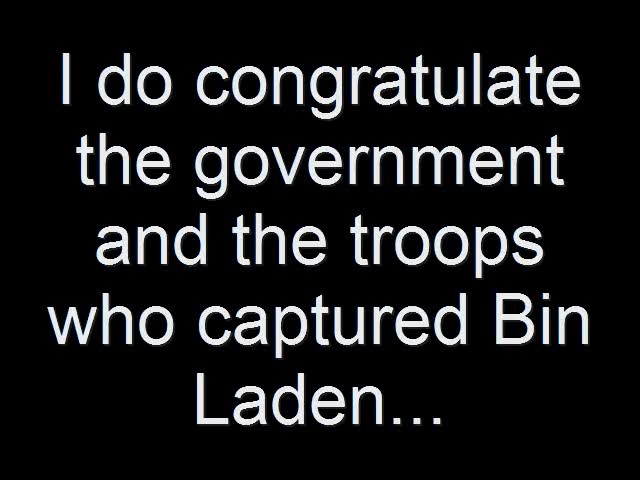 I do congratulate
the government
and the troops
who captured Bin
Laden...